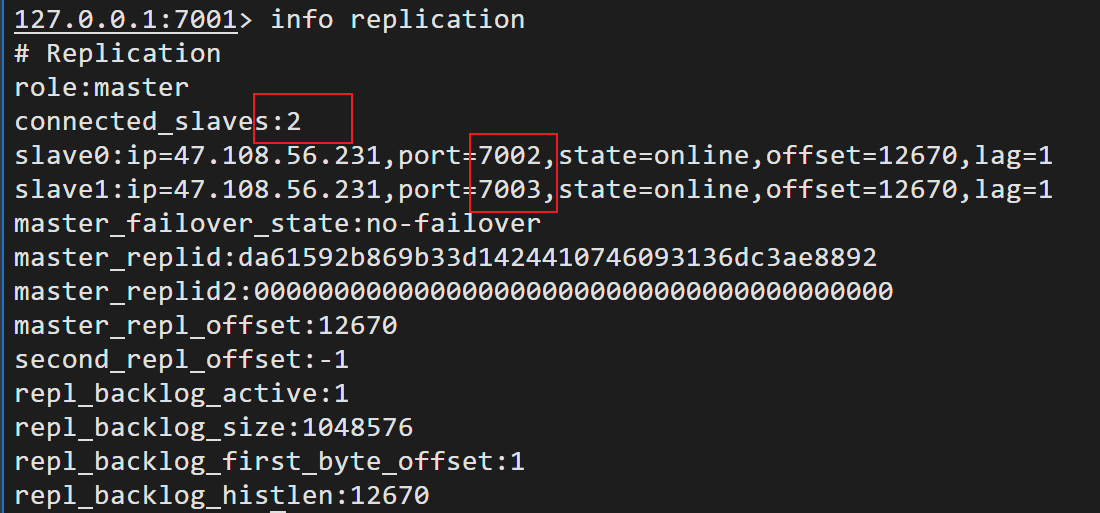 127.0.0.1:7001> info replication
# Replication
role:master
connected_slaves:2
slave0:ip=47.108.56.231,port=7002,state=online,offset=12670,lag=1
slave1:ip=47.108.56.231,port=7003,state=online,offset=12670,lag=1
master_failover_state:no-failover
master_replid:da61592b869b33d1424410746093136dc3ae8892
master_replid2:0000000000000000000000000000000000000000
master_repl_offset:12670
second_repl_offset:-1
repl_backlog_active:1
repl_backlog_size:1048576
repl_backlog_first_byte_offset:1
repl_backlog_histlen:12670